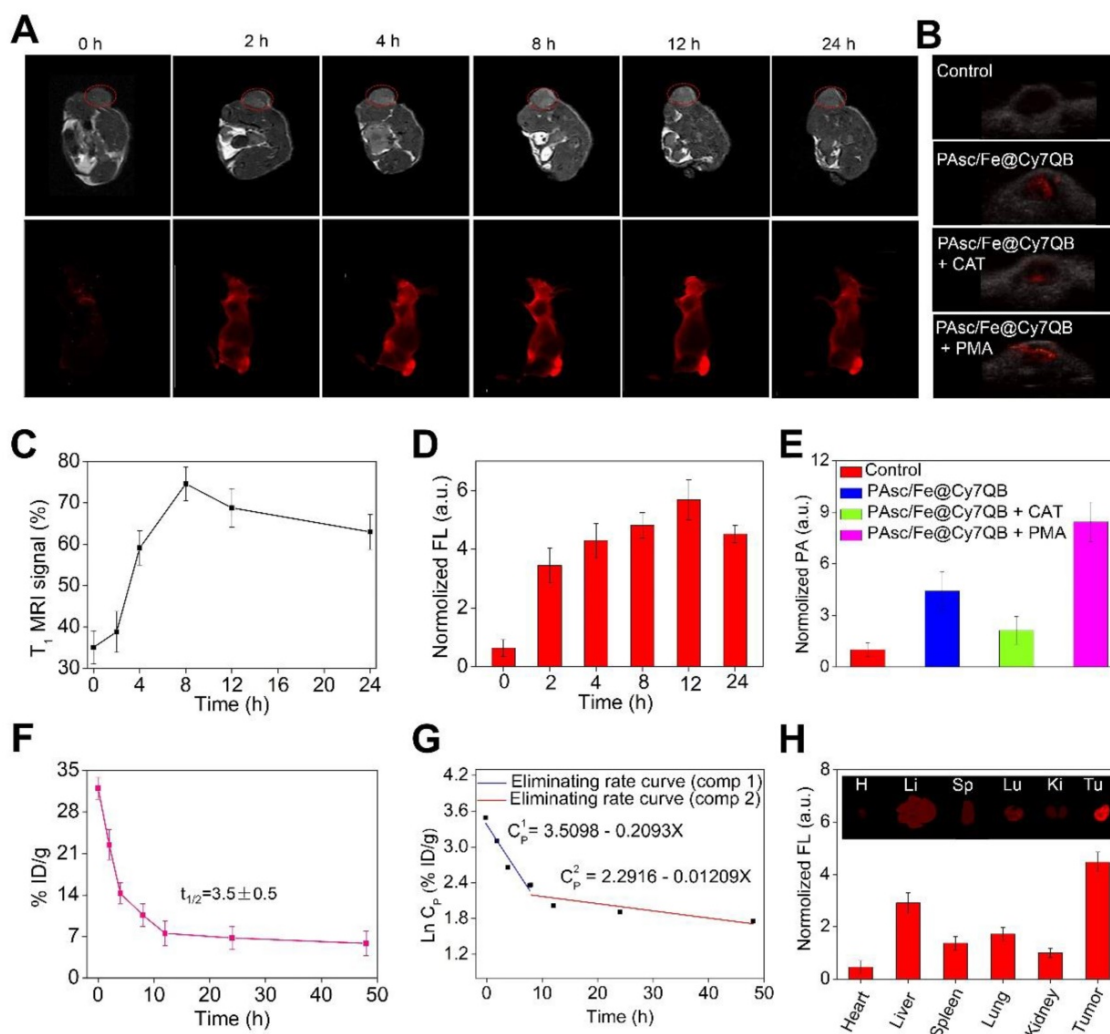 A
0 h
2 h
4 h
8 h
12 h
24 h
B
Control
PAsc/Fe@Cy7QB
PAsc/Fe@Cy7QB
+ CAT
PAsc/Fe@Cy7QB
+ PMA
C
80
70
60
50
40
30
T1 MRI signal (%)
0 4 8 12 16 20 24
Time (h)
D
6
4
2
0
Normolized FL (a.u.)
0 2 4 8 12 24
Time (h)
E
12
9
6
3
0
Normolized PA (a.u.)
Control
PAsc/Fe@Cy7QB
PAsc/Fe@Cy7QB + CAT
PAsc/Fe@Cy7QB + PMA
F
35
28
21
14
7
0
% ID/g
t1/2=3.5±0.5
0 10 20 30 40 50
Time (h)
G
4.2
3.6
3.0
2.4
1.8
1.2
Ln CP (% ID/g)
Eliminating rate curve (comp 1)
Eliminating rate curve (comp 2)
CP1= 3.5098 - 0.2093X
CP2 = 2.2916 - 0.01209X
0 10 20 30 40 50
Time (h)
H
8
6
4
2
0
Normolized FL (a.u.)
H Li Sp Lu Ki Tu
Heart
Liver
Spleen
Lung
Kidney
Tumor